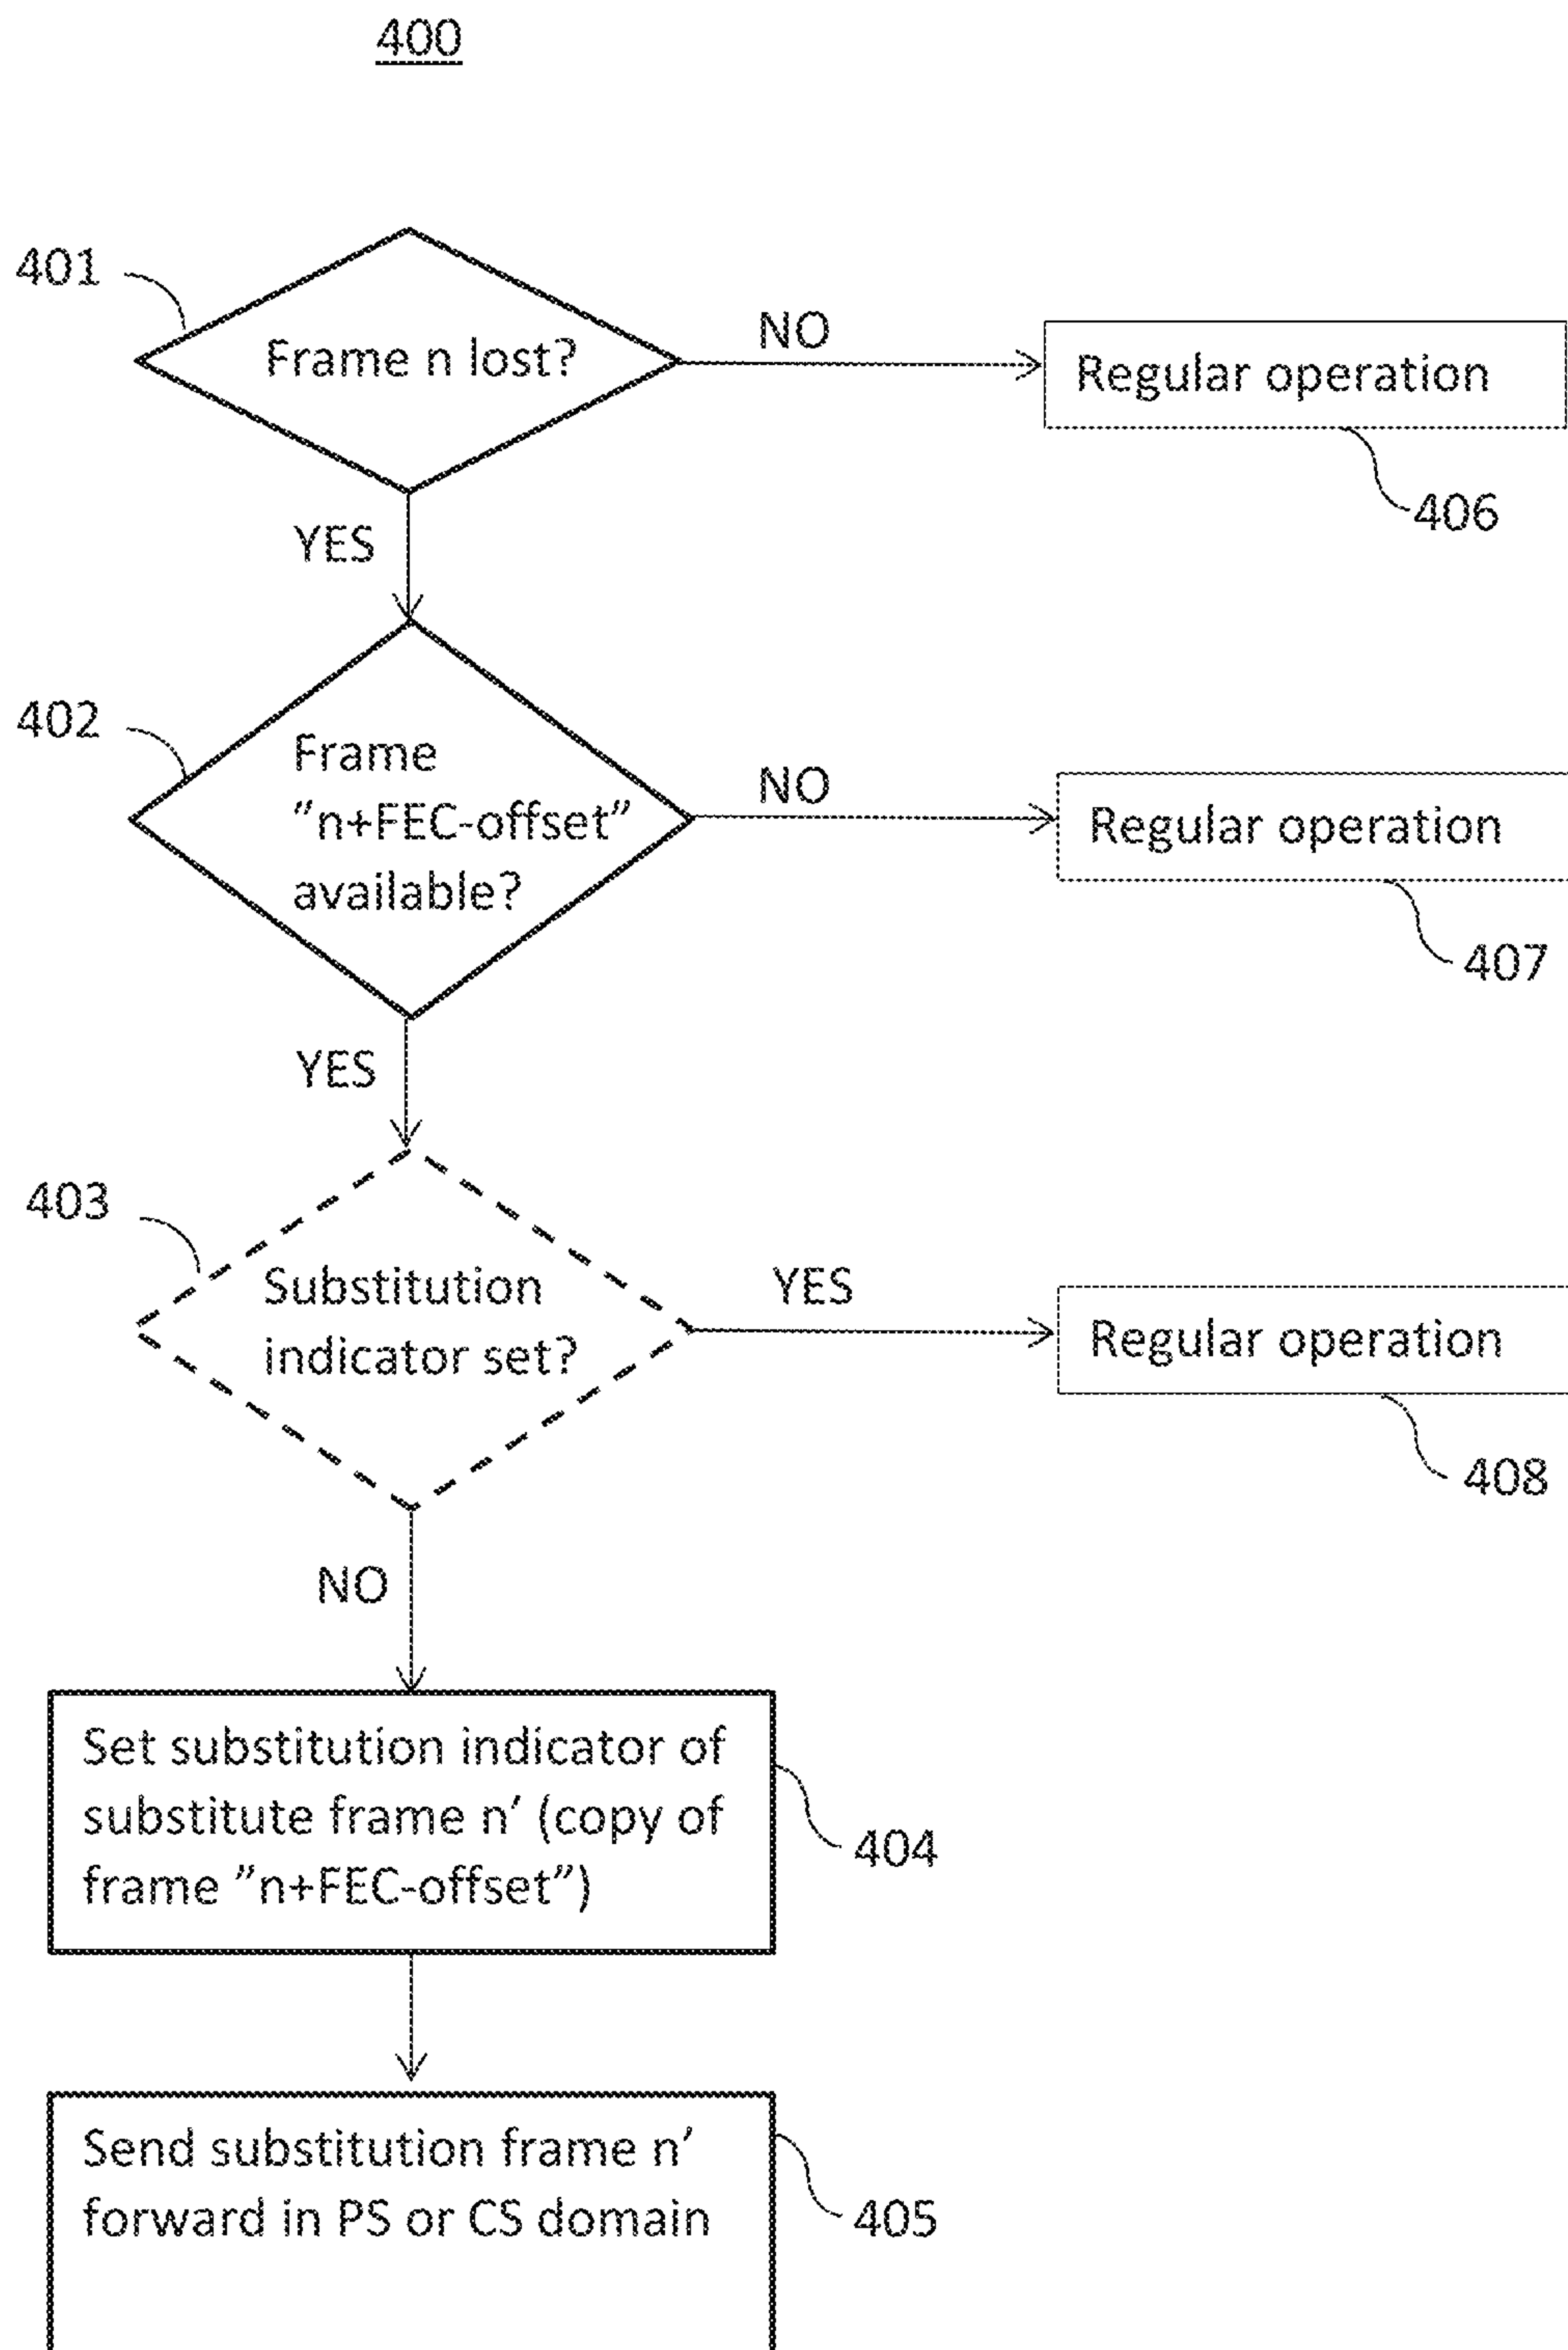 400
401
Frame n lost?
NO
Regular operation
406
YES
402
Frame
”n+FEC-offset”
available?
NO
Regular operation
407
YES
403
Substitution
indicator set?
YES
Regular operation
408
NO
Set substitution indicator of
substitute frame n’ (copy of
frame ”n+FEC-offset”)
404
Send substitution frame n’
forward in PS or CS domain
405